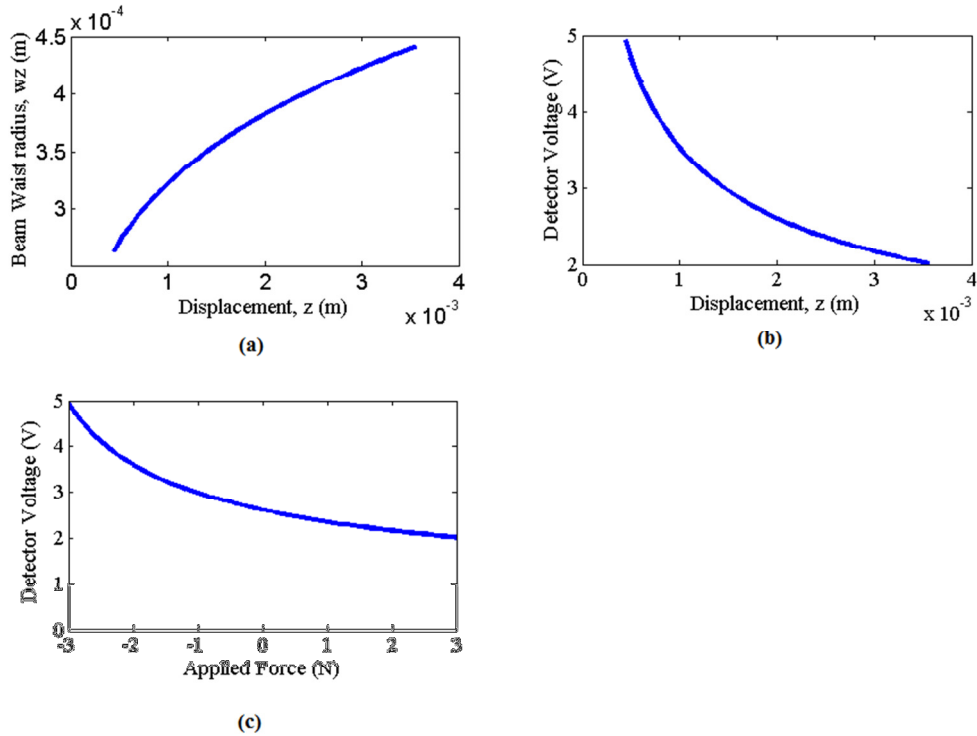 x 10⁻⁴
4.5
4
3.5
3
0 1 2 3 4
Beam Waist radius, wz (m)
Displacement, z (m)
x 10⁻³
(a)
5
4
3
2
0 1 2 3 4
Detector Voltage (V)
Displacement, z (m)
x 10⁻³
(b)
5
4
3
2
1
0
-3 -2 -1 0 1 2 3
Detector Voltage (V)
Applied Force (N)
(c)